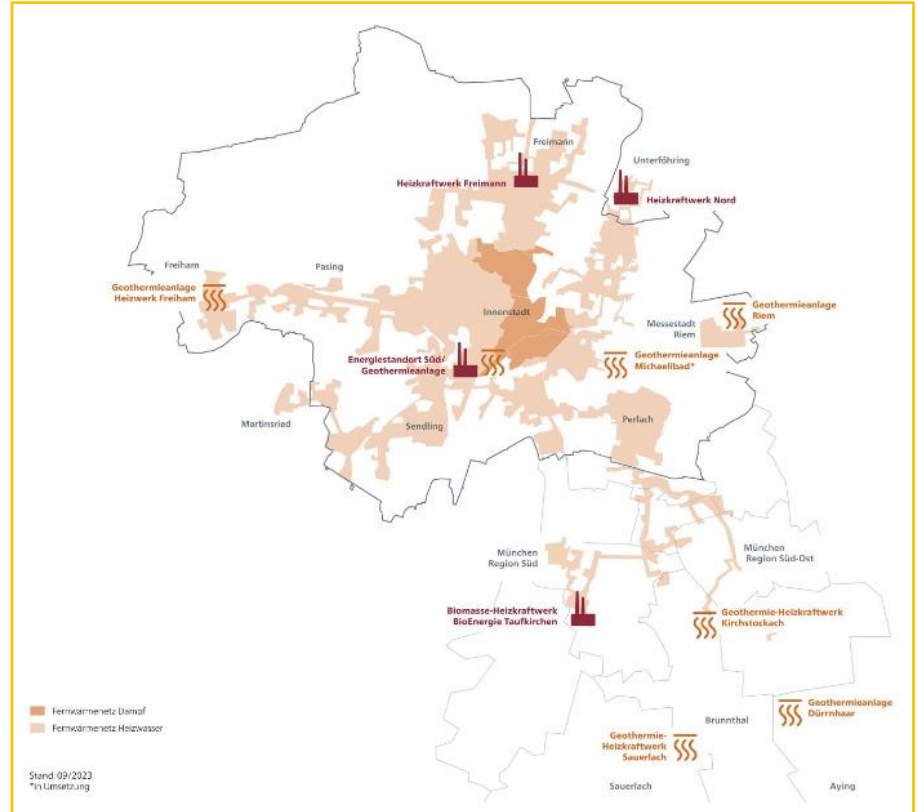 Freimann
Unterföhring
Heizkraftwerk Freimann
Heizkraftwerk Nord
Freiham
Pasing
Geothermieanlage
Heizwerk Freiham
Geothermieanlage
Riem
Innenstadt
Messestadt
Riem
Energiestandort Süd/
Geothermieanlage
Geothermieanlage
Michaelibad*
Martinsried
Sendling
Perlach
München
Region Süd
München
Region Süd-Ost
Biomasse-Heizkraftwerk
BioEnergie Taufkirchen
Geothermie-Heizkraftwerk
Kirchstockach
Fernwärmenetz Dampf
Fernwärmenetz Heizwasser
Geothermieanlage
Dürrnhaar
Brunnthal
Geothermie-
Heizkraftwerk
Sauerlach
Stand: 09/2023
*in Umsetzung
Sauerlach
Aying